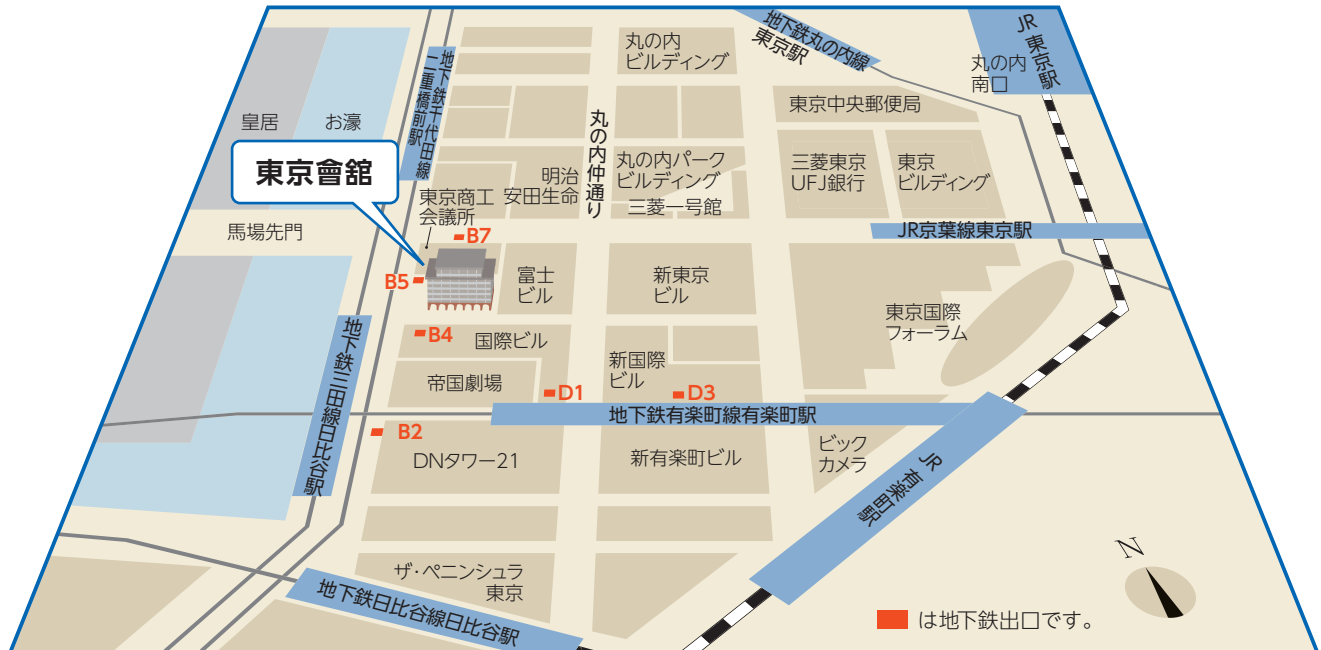 丸の内
ビルディング
地下鉄丸の内線
東京駅
JR
東京駅
丸の内
南口
地下鉄千代田線
二重橋前駅
東京中央郵便局
皇居
お濠
丸の内仲通り
東京會舘
明治
安田生命
丸の内パーク
ビルディング
三菱一号館
三菱東京
UFJ銀行
東京
ビルディング
東京商工
会議所
馬場先門
B7
JR京葉線東京駅
B5
富士
ビル
新東京
ビル
東京国際
フォーラム
B4
国際ビル
地下鉄三田線日比谷駅
新国際
ビル
帝国劇場
D1
D3
地下鉄有楽町線有楽町駅
B2
DNタワー21
新有楽町ビル
ビック
カメラ
JR
有楽町駅
N
ザ・ペニンシュラ
東京
地下鉄日比谷線日比谷駅
は地下鉄出口です。